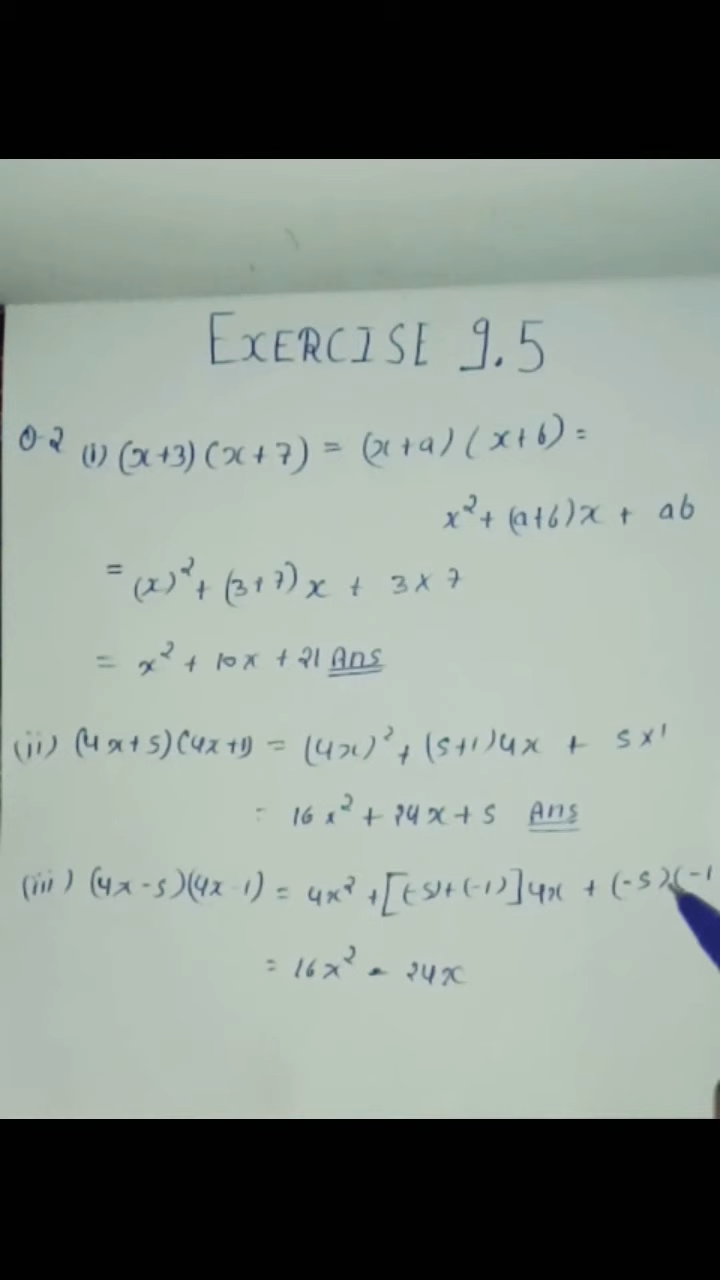 EXERCISE 9.5
Q.2 (i) (x+3)(x+7) = (x+a)(x+b) =
x² + (a+b)x + ab
= (x)² + (3+7)x + 3×7
= x² + 10x + 21 Ans
(ii) (4x+5)(4x+1) = (4x)² + (5+1)4x + 5×1
= 16x² + 24x + 5 Ans
(iii) (4x-5)(4x-1) = 4x² + [(-5)+(-1)]4x + (-5)(-1
= 16x² - 24x